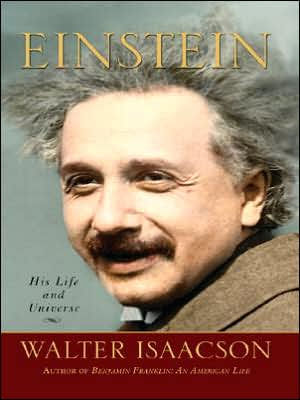 EINSTEIN
His Life
and
Universe
WALTER ISAACSON
AUTHOR OF BENJAMIN FRANKLIN: AN AMERICAN LIFE